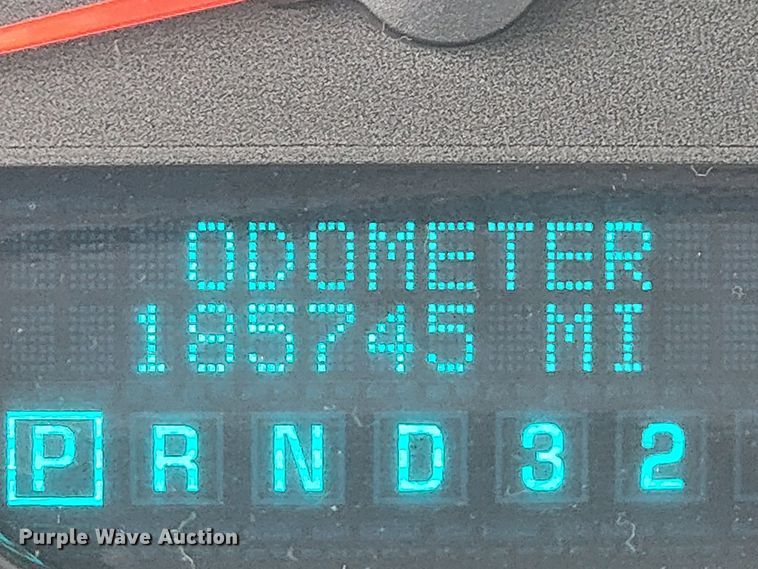 ODOMETER
185745 MI
P R N D 3 2
Purple Wave Auction